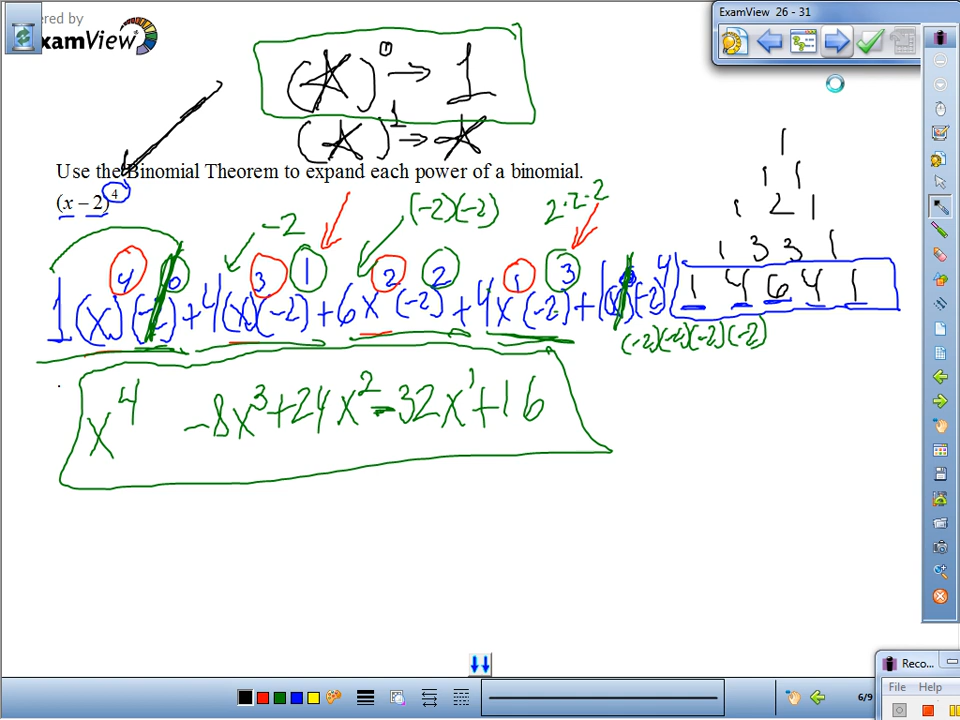 ered by
ExamView
ExamView 26 - 31
(A)⁰ → 1
(A)¹ → A
Use the Binomial Theorem to expand each power of a binomial.
(x – 2)⁴
-2
(-2)(-2)
2·2·2
1
1 1
1 2 1
1 3 3 1
1 4 6 4 1
1(x)⁴(-2)⁰ + 4(x)³(-2)¹ + 6x²(-2)² + 4x¹(-2)³ + 1(x)⁰(-2)⁴
(-2)(-2)(-2)(-2)
x⁴ -8x³+24x²-32x¹+16
Reco...
File Help
6/9